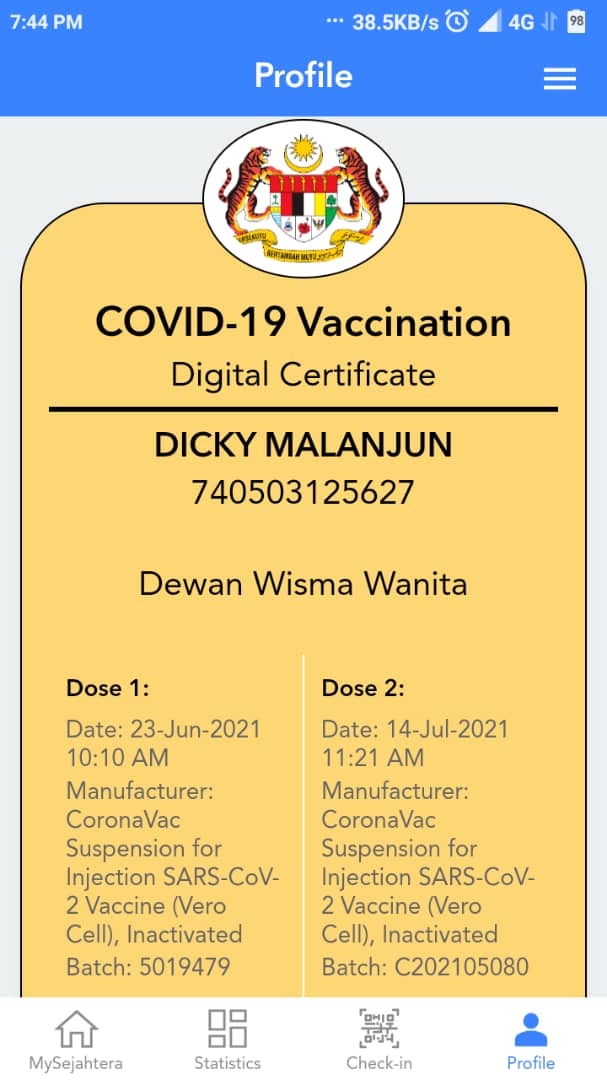 7:44 PM
... 38.5KB/s 4G 98
Profile
BERTAMBAH MUTU
COVID-19 Vaccination
Digital Certificate
DICKY MALANJUN
740503125627
Dewan Wisma Wanita
Dose 1:
Date: 23-Jun-2021
10:10 AM
Manufacturer:
CoronaVac
Suspension for
Injection SARS-CoV-
2 Vaccine (Vero
Cell), Inactivated
Batch: 5019479
Dose 2:
Date: 14-Jul-2021
11:21 AM
Manufacturer:
CoronaVac
Suspension for
Injection SARS-CoV-
2 Vaccine (Vero
Cell), Inactivated
Batch: C202105080
MySejahtera
Statistics
Check-in
Profile